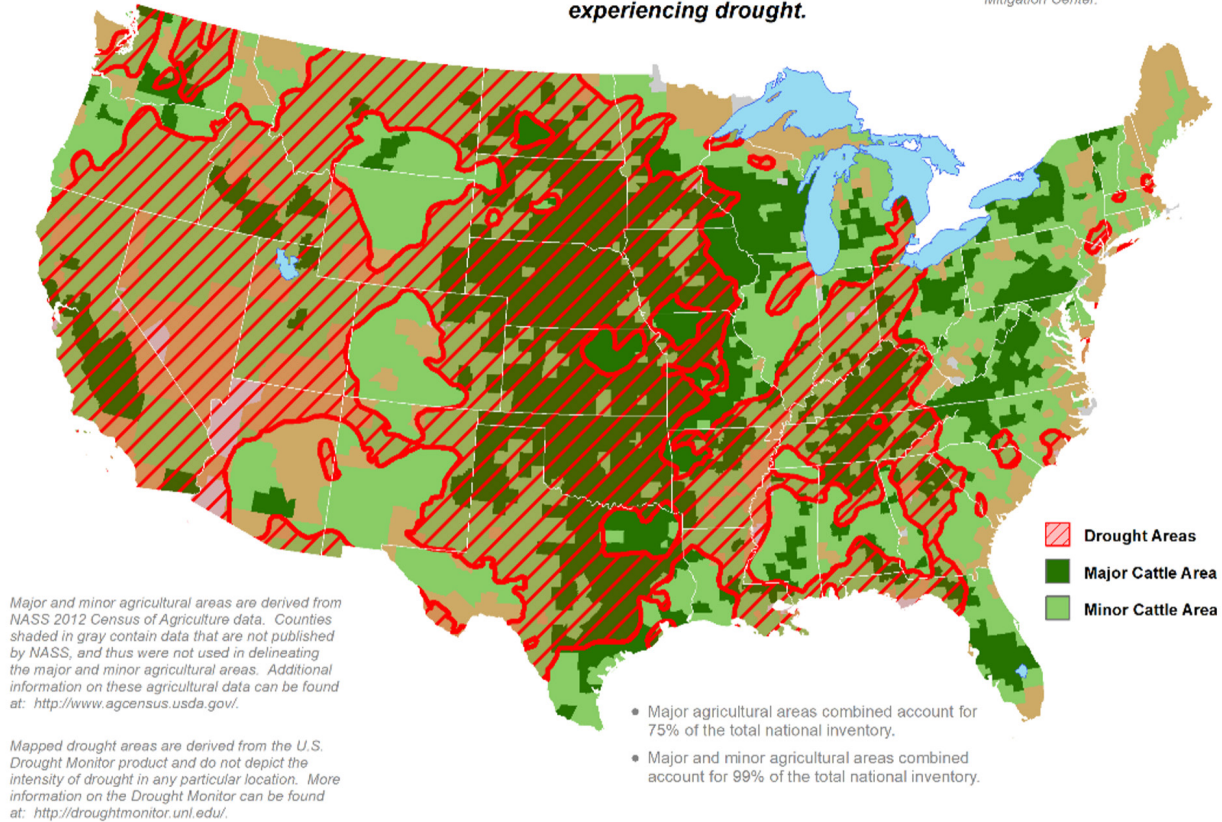 experiencing drought.
Mitigation Center.
Drought Areas
Major Cattle Area
Minor Cattle Area
Major and minor agricultural areas are derived from
NASS 2012 Census of Agriculture data. Counties
shaded in gray contain data that are not published
by NASS, and thus were not used in delineating
the major and minor agricultural areas. Additional
information on these agricultural data can be found
at: http://www.agcensus.usda.gov/.
Mapped drought areas are derived from the U.S.
Drought Monitor product and do not depict the
intensity of drought in any particular location. More
information on the Drought Monitor can be found
at: http://droughtmonitor.unl.edu/.
● Major agricultural areas combined account for
75% of the total national inventory.
● Major and minor agricultural areas combined
account for 99% of the total national inventory.